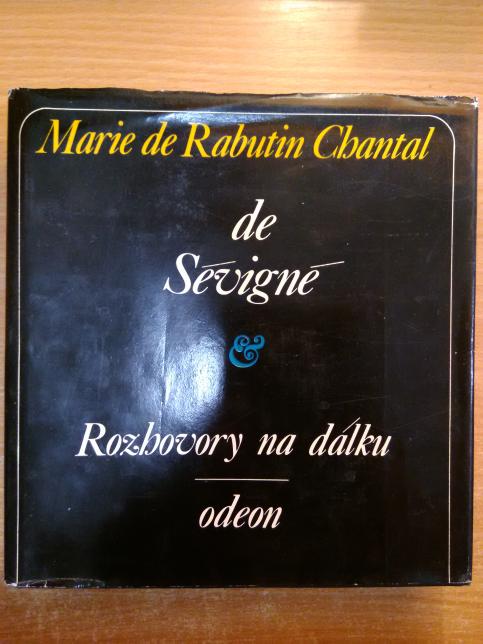 Marie de Rabutin Chantal
de
Sévigné
&
Rozhovory na dálku
odeon